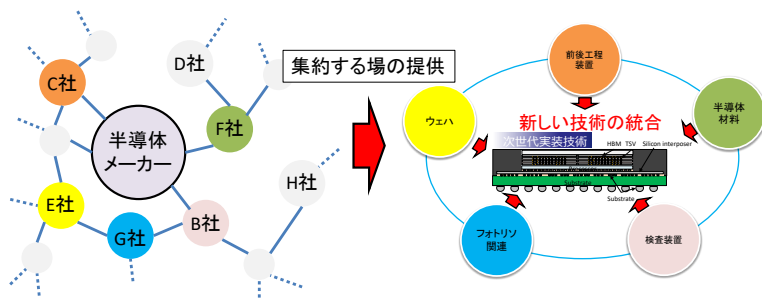 C社
D社
F社
半導体
メーカー
H社
E社
G社
B社
集約する場の提供
前後工程
装置
ウェハ
半導体
材料
新しい技術の統合
次世代実装技術
HBM TSV Silicon interposer
Substrate
Substrate
フォトリソ
関連
検査装置